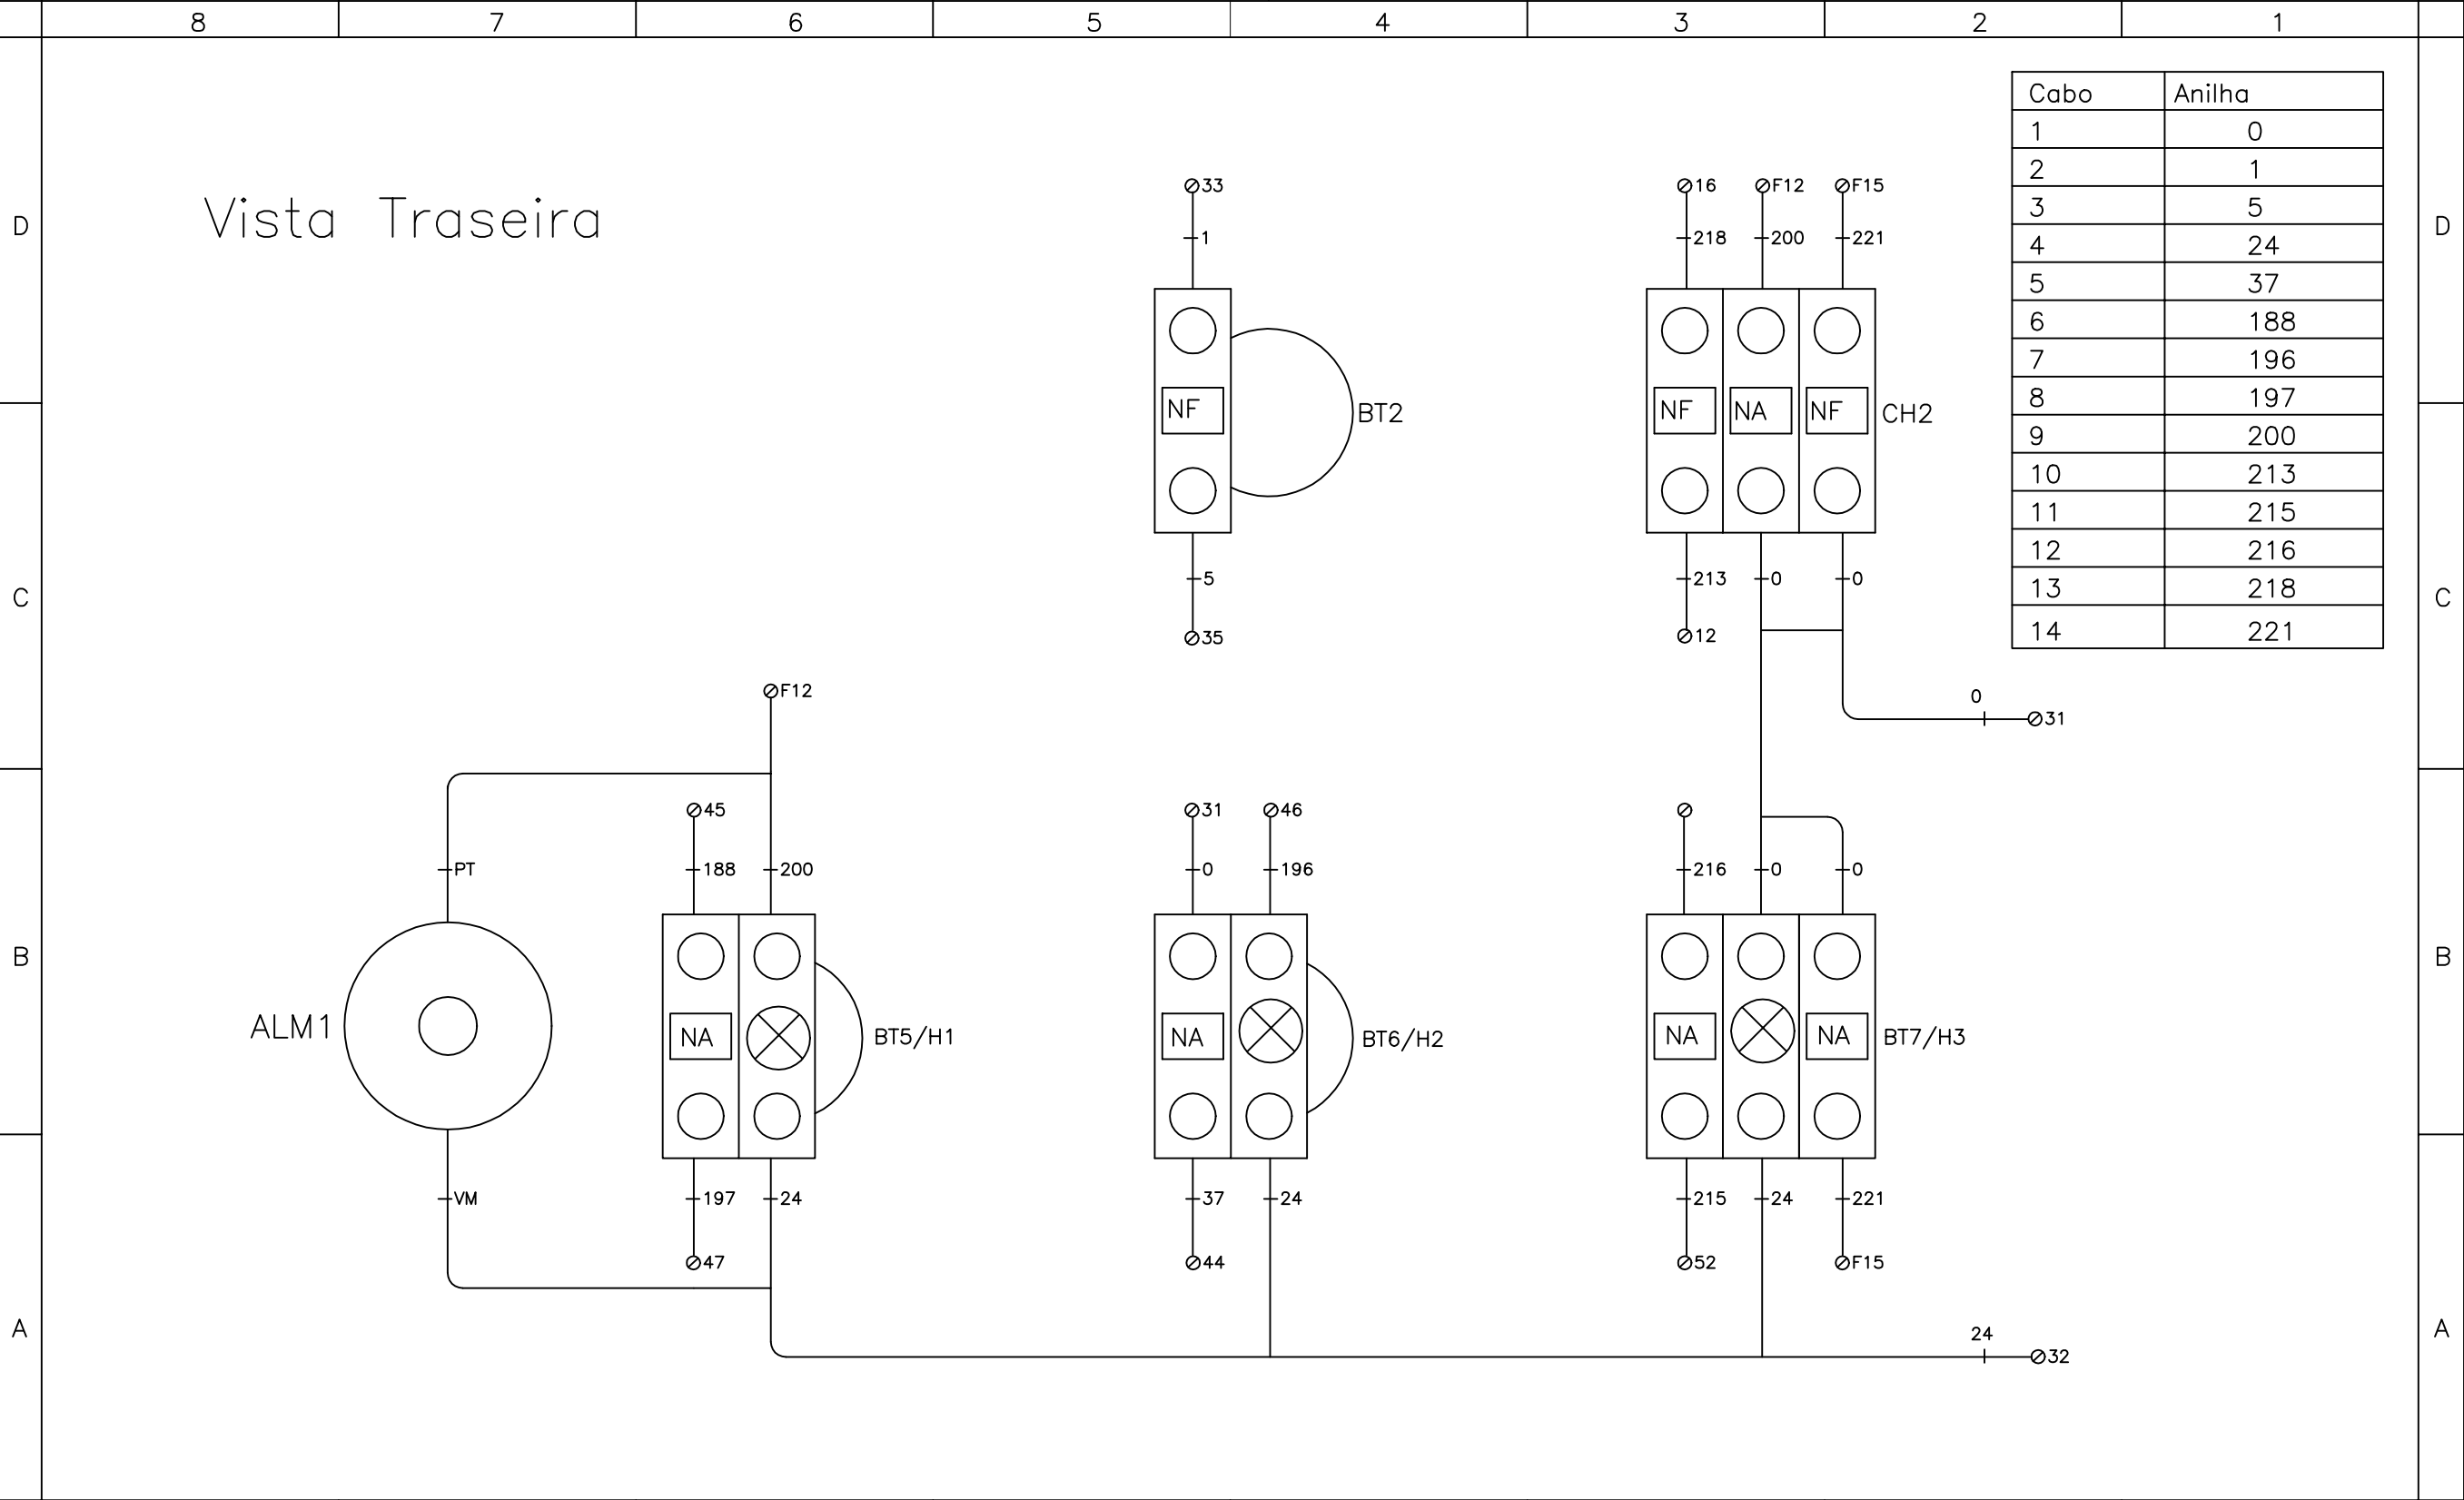 8 7 6 5 4 3 2 1
Cabo Anilha
1 0
2 1
3 5
4 24
5 37
6 188
7 196
8 197
9 200
10 213
11 215
12 216
13 218
14 221
Vista Traseira
D D
33 16 F12 F15
1 218 200 221
NF BT2 NF NA NF CH2
5 213 0 0
C C
35 12
F12
0
31
45 31 46
PT 188 200 0 196 216 0 0
B B
ALM1 NA BT5/H1 NA BT6/H2 NA NA BT7/H3
VM 197 24 37 24 215 24 221
47 44 52 F15
A A
24
32